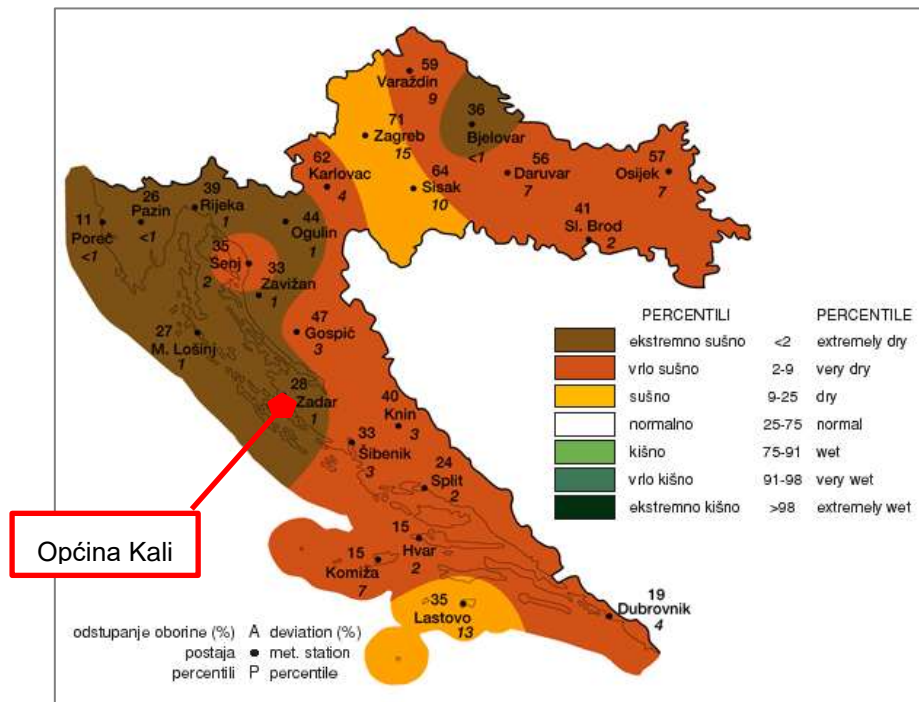 59
Varaždin
9
36
Bjelovar
<1
71
Zagreb
15
62
Karlovac
4
64
Sisak
10
56
Daruvar
7
57
Osijek
7
41
Sl. Brod
2
39
Rijeka
1
26
Pazin
<1
11
Poreč
<1
44
Ogulin
1
35
Senj
2
33
Zavižan
1
47
Gospić
3
27
M. Lošinj
1
28
Zadar
1
40
Knin
3
33
Šibenik
3
24
Split
2
15
Hvar
2
15
Komiža
7
35
Lastovo
13
19
Dubrovnik
4
Općina Kali
PERCENTILI PERCENTILE
ekstremno sušno <2 extremely dry
vrlo sušno 2-9 very dry
sušno 9-25 dry
normalno 25-75 normal
kišno 75-91 wet
vrlo kišno 91-98 very wet
ekstremno kišno >98 extremely wet
odstupanje oborine (%) A deviation (%)
postaja met. station
percentili P percentile